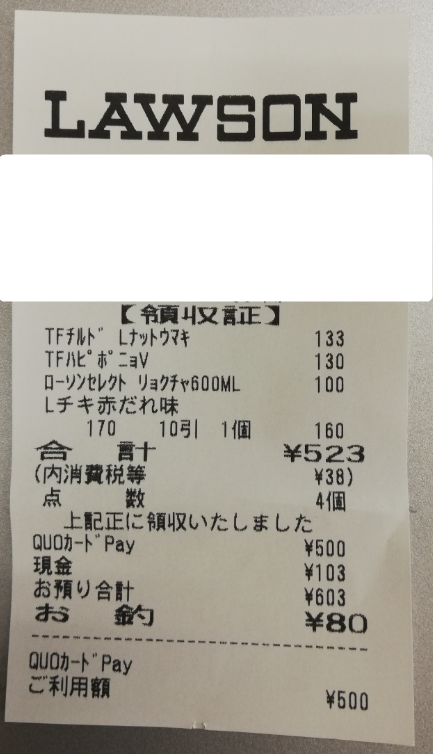 LAWSON
【領収証】
TFチルド Lナットウマキ 133
TFハピポニョV 130
ローソンセレクト リョクチャ600ML 100
Lチキ赤だれ味
170 10引 1個 160
合 計 ¥523
(内消費税等 ¥38)
点 数 4個
上記正に領収いたしました
QUOカードPay ¥500
現金 ¥103
お預り合計 ¥603
お 釣 ¥80
QUOカードPay
ご利用額 ¥500